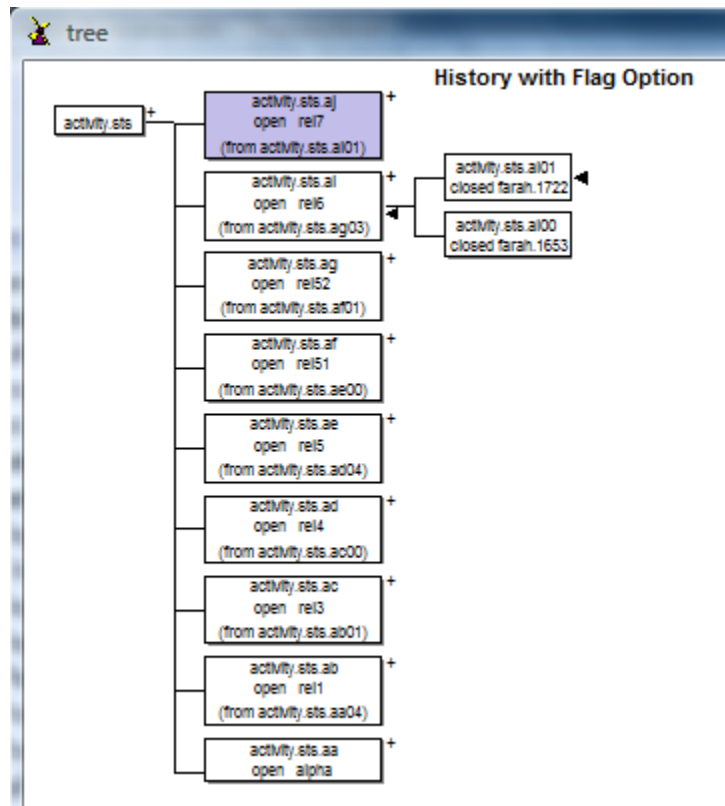 tree
History with Flag Option
activity.sts
+
activity.sts.aj
open rel7
(from activity.sts.ai01)
+
activity.sts.ai
open rel6
(from activity.sts.ag03)
+
activity.sts.ai01
closed farah.1722
activity.sts.ai00
closed farah.1653
activity.sts.ag
open rel52
(from activity.sts.af01)
+
activity.sts.af
open rel51
(from activity.sts.ae00)
+
activity.sts.ae
open rel5
(from activity.sts.ad04)
+
activity.sts.ad
open rel4
(from activity.sts.ac00)
+
activity.sts.ac
open rel3
(from activity.sts.ab01)
+
activity.sts.ab
open rel1
(from activity.sts.aa04)
+
activity.sts.aa
open alpha
+